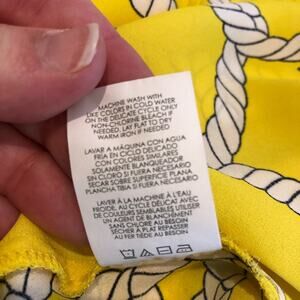 MACHINE WASH WITH
LIKE COLORS IN COLD WATER
ON THE DELICATE CYCLE ONLY
NON-CHLORINE BLEACH IF
NEEDED. LAY FLAT TO DRY
WARM IRON IF NEEDED
LAVAR A MÁQUINA CON AGUA
FRÍA EN CICLO DELICADO
CON COLORES SIMILARES
SOLAMENTE BLANQUEADOR
SIN CLORO SI FUERA NECESARIO
SECAR SOBRE SUPERFICIE PLANA
PLANCHA TIBIA SI FUERA NECESARIO
LAVER À LA MACHINE À L'EAU
FROIDE, AU CYCLE DÉLICAT AVEC
DE COULEURS SEMBLABLES UTILISER
UN AGENT DE BLANCHIMENT
SANS CHLORE AU BESOIN
SÉCHER À PLAT REPASSER
AU FER TIÈDE AU BESOIN